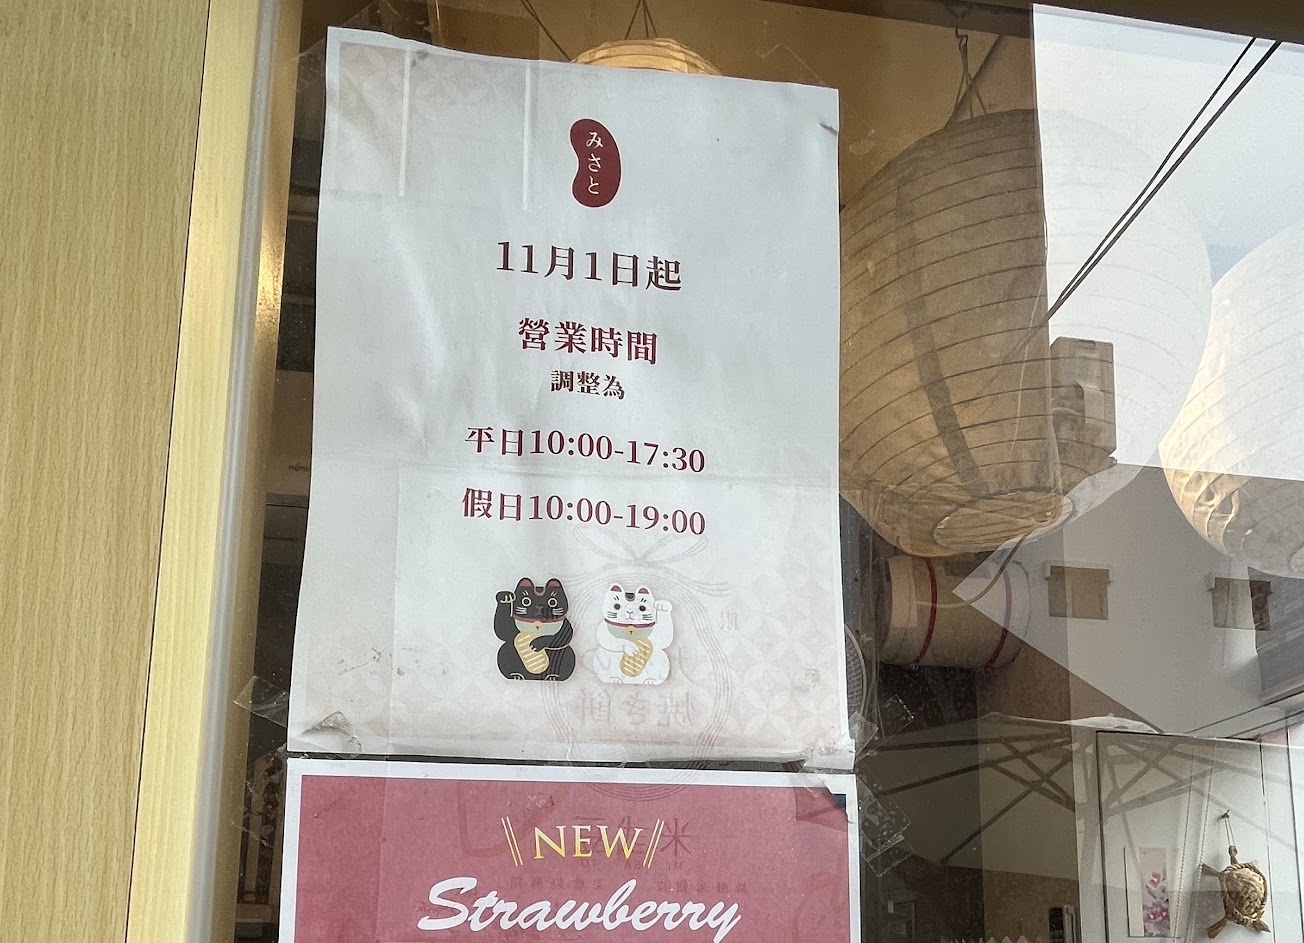 みさと
11月1日起
營業時間
調整為
平日10:00-17:30
假日10:00-19:00
NEW
Strawberry